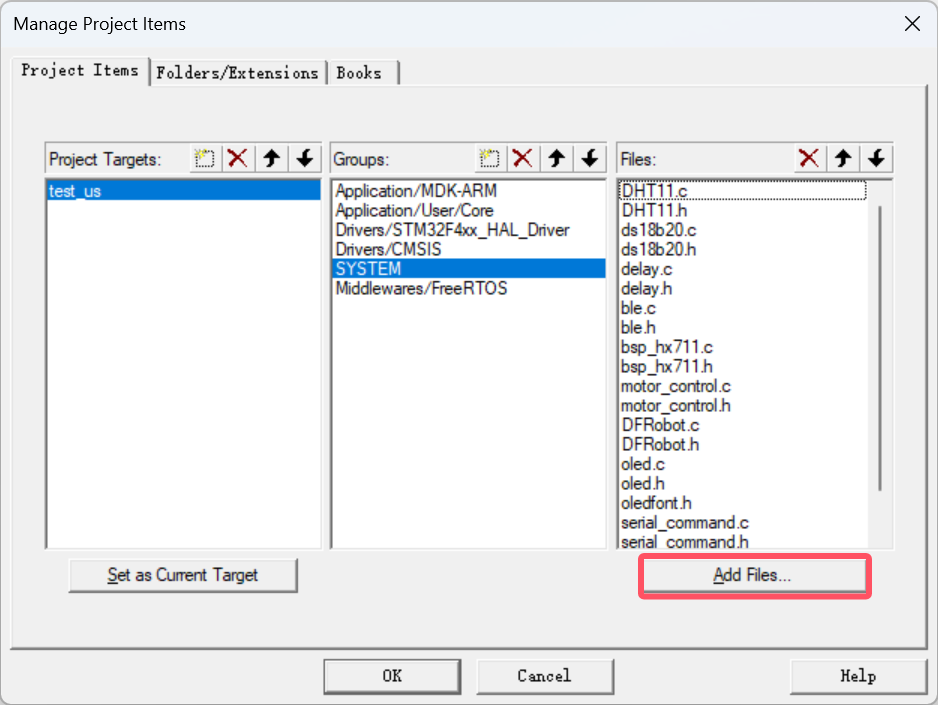 Manage Project Items
Project Items
Folders/Extensions
Books
Project Targets:
Groups:
Files:
test_us
Application/MDK-ARM
Application/User/Core
Drivers/STM32F4xx_HAL_Driver
Drivers/CMSIS
SYSTEM
Middlewares/FreeRTOS
DHT11.c
DHT11.h
ds18b20.c
ds18b20.h
delay.c
delay.h
ble.c
ble.h
bsp_hx711.c
bsp_hx711.h
motor_control.c
motor_control.h
DFRobot.c
DFRobot.h
oled.c
oled.h
oledfont.h
serial_command.c
serial_command.h
Set as Current Target
Add Files...
OK
Cancel
Help